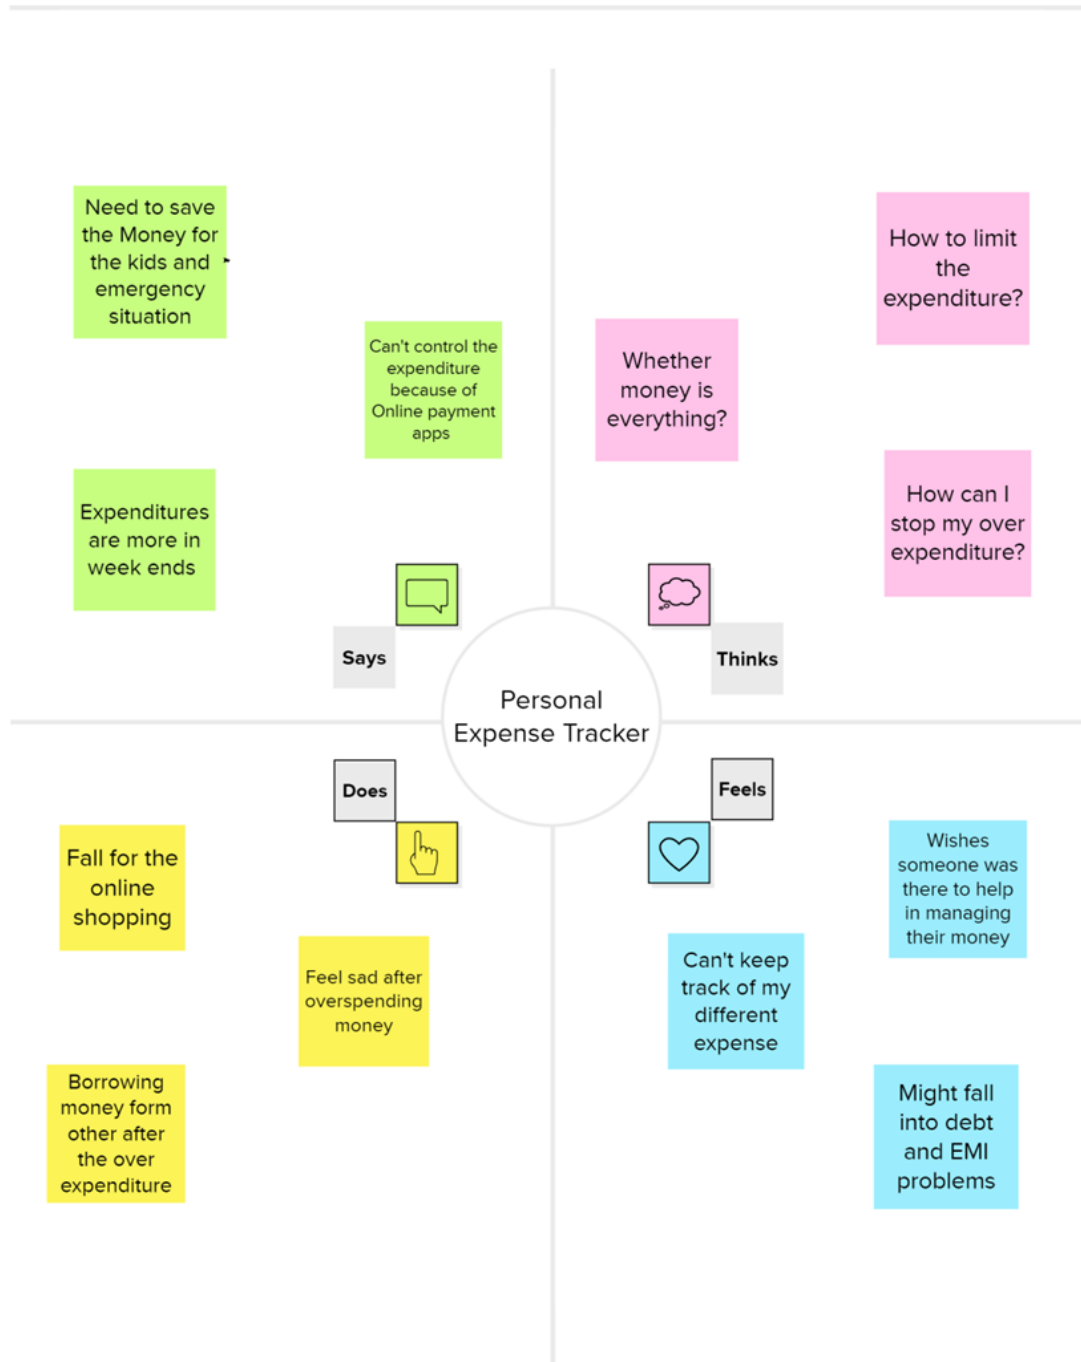 Need to save
the Money for
the kids and
emergency
situation
Can't control the
expenditure
because of
Online payment
apps
Expenditures
are more in
week ends
Says
How to limit
the
expenditure?
Whether
money is
everything?
How can I
stop my over
expenditure?
Thinks
Personal
Expense Tracker
Does
Fall for the
online
shopping
Feel sad after
overspending
money
Borrowing
money form
other after
the over
expenditure
Feels
Wishes
someone was
there to help
in managing
their money
Can't keep
track of my
different
expense
Might fall
into debt
and EMI
problems